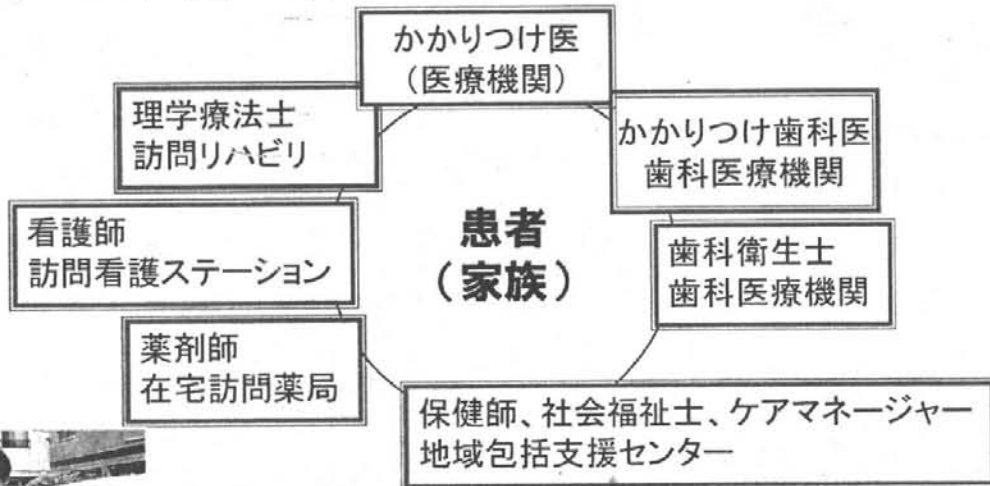 かかりつけ医
(医療機関)
かかりつけ歯科医
歯科医療機関
歯科衛生士
歯科医療機関
保健師、社会福祉士、ケアマネージャー
地域包括支援センター
薬剤師
在宅訪問薬局
看護師
訪問看護ステーション
理学療法士
訪問リハビリ
患者
(家族)